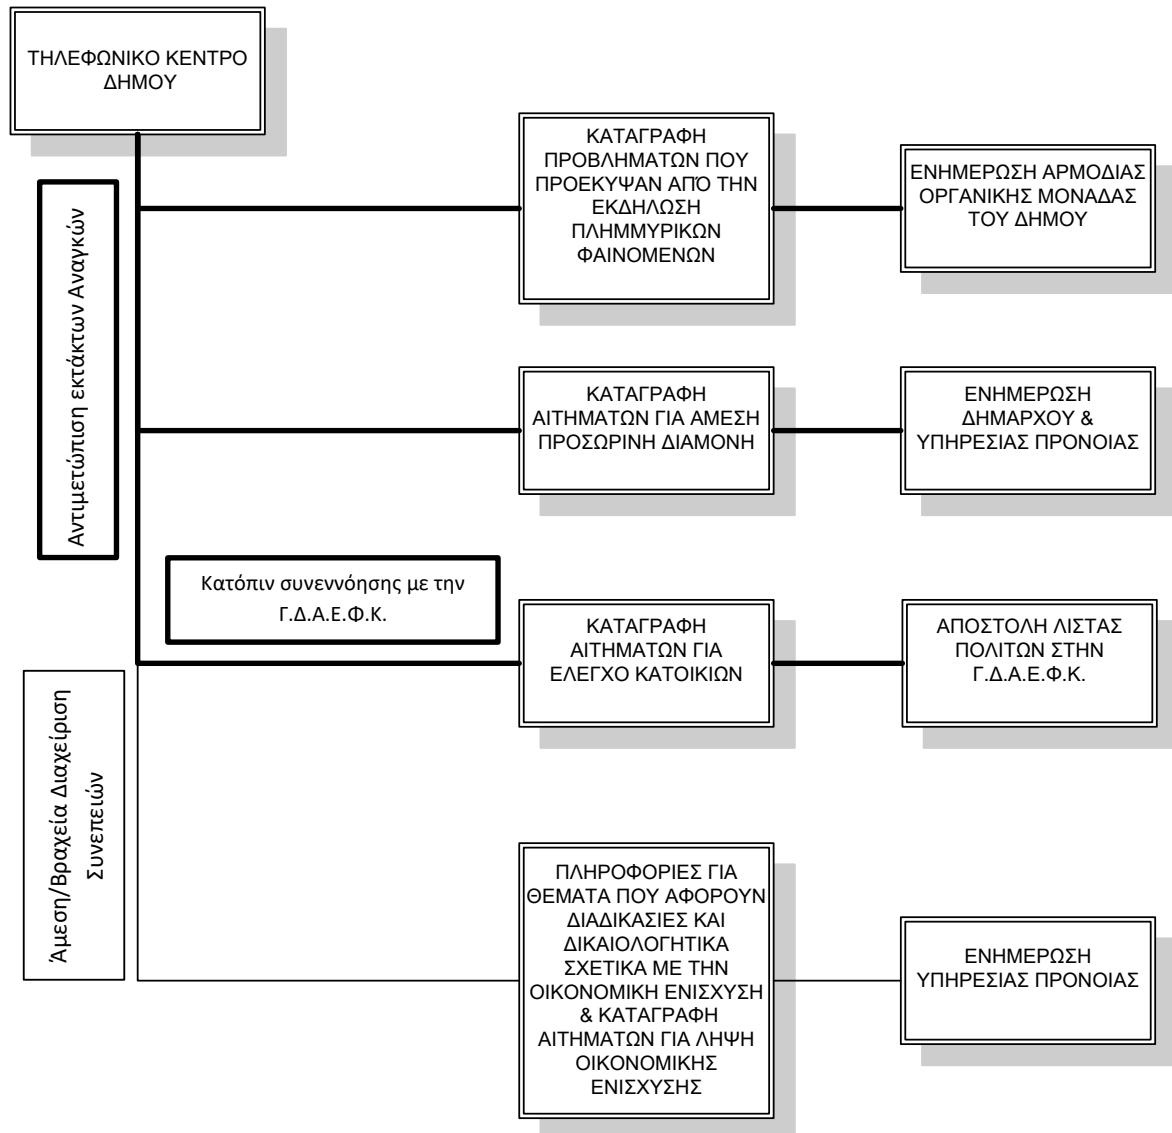 ΤΗΛΕΦΩΝΙΚΟ ΚΕΝΤΡΟ
ΔΗΜΟΥ
Αντιμετώπιση εκτάκτων Αναγκών
ΚΑΤΑΓΡΑΦΗ
ΠΡΟΒΛΗΜΑΤΩΝ ΠΟΥ
ΠΡΟΕΚΥΨΑΝ ΑΠΌ ΤΗΝ
ΕΚΔΗΛΩΣΗ
ΠΛΗΜΜΥΡΙΚΩΝ
ΦΑΙΝΟΜΕΝΩΝ
ΕΝΗΜΕΡΩΣΗ ΑΡΜΟΔΙΑΣ
ΟΡΓΑΝΙΚΗΣ ΜΟΝΑΔΑΣ
ΤΟΥ ΔΗΜΟΥ
ΚΑΤΑΓΡΑΦΗ
ΑΙΤΗΜΑΤΩΝ ΓΙΑ ΑΜΕΣΗ
ΠΡΟΣΩΡΙΝΗ ΔΙΑΜΟΝΗ
ΕΝΗΜΕΡΩΣΗ
ΔΗΜΑΡΧΟΥ &
ΥΠΗΡΕΣΙΑΣ ΠΡΟΝΟΙΑΣ
Κατόπιν συνεννόησης με την
Γ.Δ.Α.Ε.Φ.Κ.
ΚΑΤΑΓΡΑΦΗ
ΑΙΤΗΜΑΤΩΝ ΓΙΑ
ΕΛΕΓΧΟ ΚΑΤΟΙΚΙΩΝ
ΑΠΟΣΤΟΛΗ ΛΙΣΤΑΣ
ΠΟΛΙΤΩΝ ΣΤΗΝ
Γ.Δ.Α.Ε.Φ.Κ.
Άμεση/Βραχεία Διαχείριση
Συνεπειών
ΠΛΗΡΟΦΟΡΙΕΣ ΓΙΑ
ΘΕΜΑΤΑ ΠΟΥ ΑΦΟΡΟΥΝ
ΔΙΑΔΙΚΑΣΙΕΣ ΚΑΙ
ΔΙΚΑΙΟΛΟΓΗΤΙΚΑ
ΣΧΕΤΙΚΑ ΜΕ ΤΗΝ
ΟΙΚΟΝΟΜΙΚΗ ΕΝΙΣΧΥΣΗ
& ΚΑΤΑΓΡΑΦΗ
ΑΙΤΗΜΑΤΩΝ ΓΙΑ ΛΗΨΗ
ΟΙΚΟΝΟΜΙΚΗΣ
ΕΝΙΣΧΥΣΗΣ
ΕΝΗΜΕΡΩΣΗ
ΥΠΗΡΕΣΙΑΣ ΠΡΟΝΟΙΑΣ